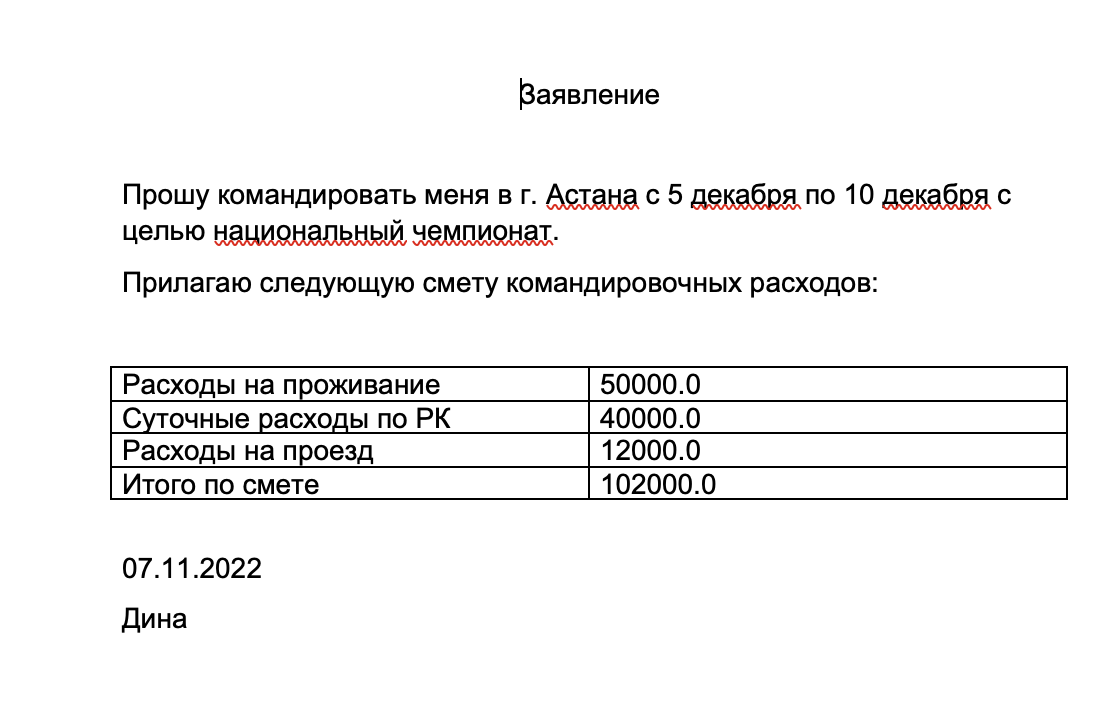 Заявление
Прошу командировать меня в г. Астана с 5 декабря по 10 декабря с
целью национальный чемпионат.
Прилагаю следующую смету командировочных расходов:
Расходы на проживание 50000.0
Суточные расходы по РК 40000.0
Расходы на проезд 12000.0
Итого по смете 102000.0
07.11.2022
Дина